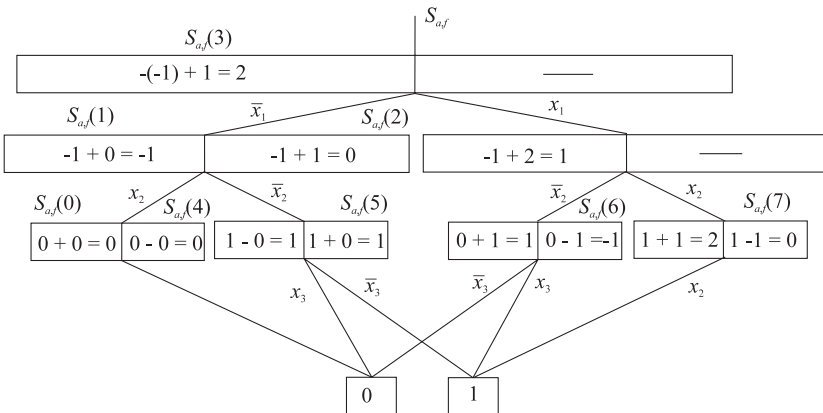 S_{a,f}
S_{a,f}(3)
-(-1) + 1 = 2 —
x̄₁ x₁
S_{a,f}(1) S_{a,f}(2)
-1 + 0 = -1 -1 + 1 = 0 -1 + 2 = 1 —
x₂ x̄₂ x̄₂ x₂
S_{a,f}(0) S_{a,f}(4) S_{a,f}(5) S_{a,f}(6) S_{a,f}(7)
0 + 0 = 0 0 - 0 = 0 1 - 0 = 1 1 + 0 = 1 0 + 1 = 1 0 - 1 = -1 1 + 1 = 2 1 - 1 = 0
x₃ x̄₃ x̄₃ x₃ x₂
0 1